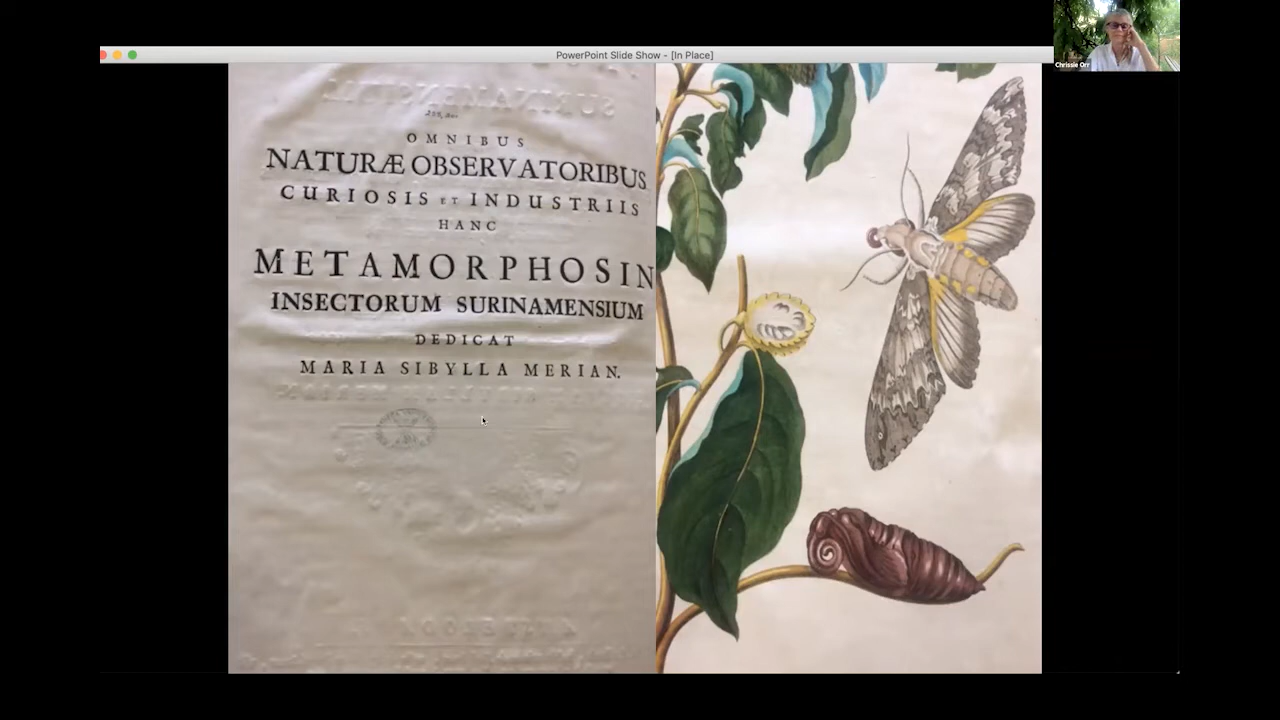 PowerPoint Slide Show - [In Place]
Chrissie Orr
OMNIBUS
NATURÆ OBSERVATORIBUS
CURIOSIS ET INDUSTRIIS
HANC
METAMORPHOSIN
INSECTORUM SURINAMENSIUM
DEDICAT
MARIA SIBYLLA MERIAN.